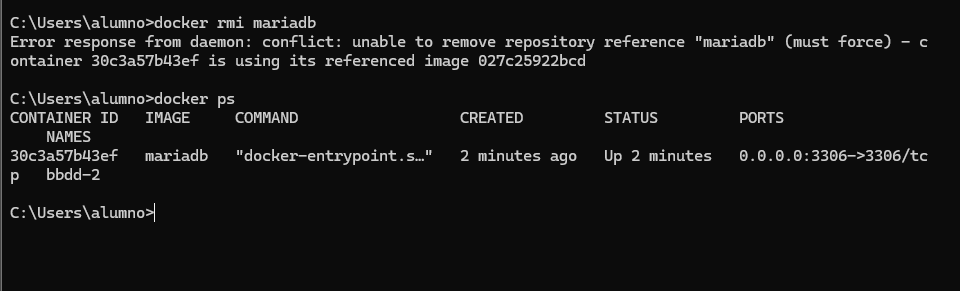 C:\Users\alumno>docker rmi mariadb
Error response from daemon: conflict: unable to remove repository reference "mariadb" (must force) - c
ontainer 30c3a57b43ef is using its referenced image 027c25922bcd
C:\Users\alumno>docker ps
CONTAINER ID   IMAGE     COMMAND                  CREATED         STATUS         PORTS
    NAMES
30c3a57b43ef   mariadb   "docker-entrypoint.s…"   2 minutes ago   Up 2 minutes   0.0.0.0:3306->3306/tc
p   bbdd-2
C:\Users\alumno>